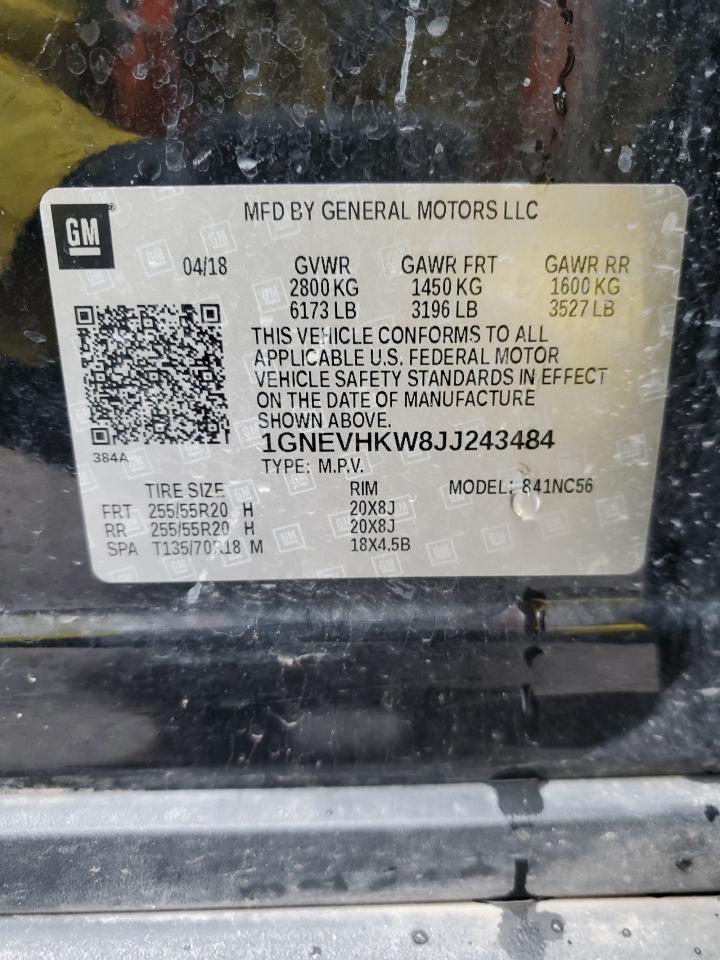 GM
MFD BY GENERAL MOTORS LLC
04/18 GVWR GAWR FRT GAWR RR
2800 KG 1450 KG 1600 KG
6173 LB 3196 LB 3527 LB
THIS VEHICLE CONFORMS TO ALL
APPLICABLE U.S. FEDERAL MOTOR
VEHICLE SAFETY STANDARDS IN EFFECT
ON THE DATE OF MANUFACTURE
SHOWN ABOVE.
1GNEVHKW8JJ243484
384A
TYPE: M.P.V.
TIRE SIZE RIM MODEL: 841NC56
FRT 255/55R20 H 20X8J
RR 255/55R20 H 20X8J
SPA T135/70R18 M 18X4.5B